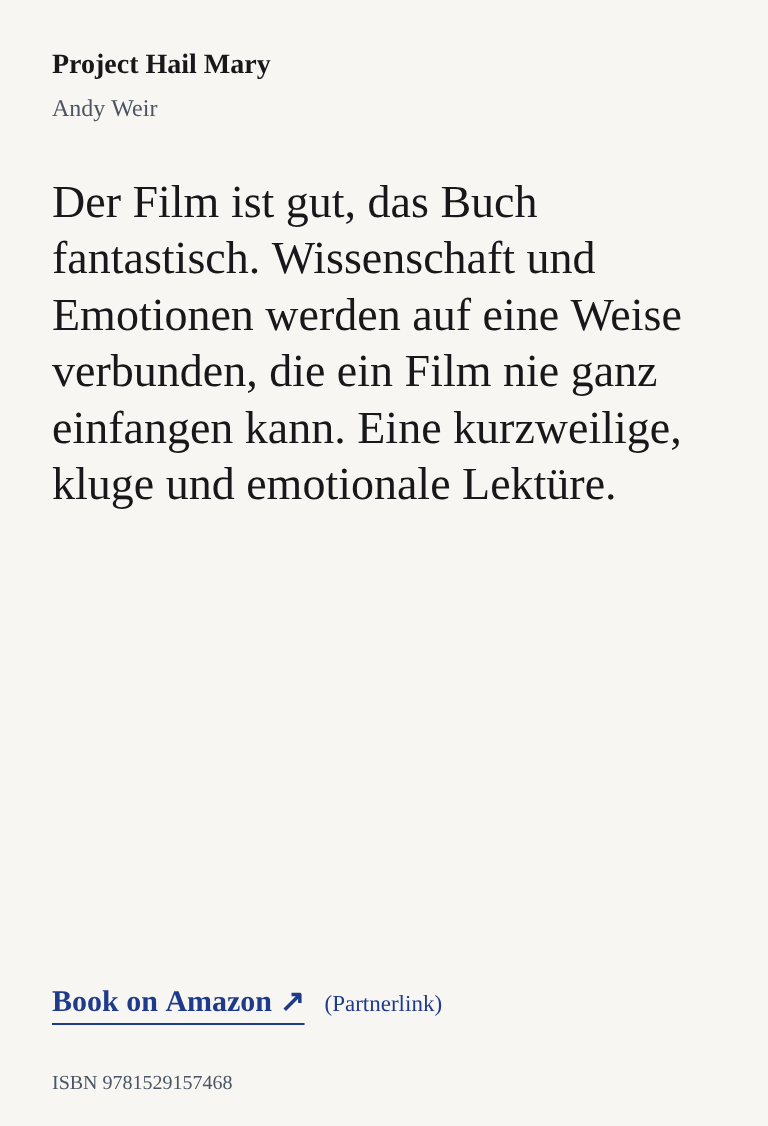 Project Hail Mary
Andy Weir
Der Film ist gut, das Buch
fantastisch. Wissenschaft und
Emotionen werden auf eine Weise
verbunden, die ein Film nie ganz
einfangen kann. Eine kurzweilige,
kluge und emotionale Lektüre.
Book on Amazon ↗ (Partnerlink)
ISBN 9781529157468